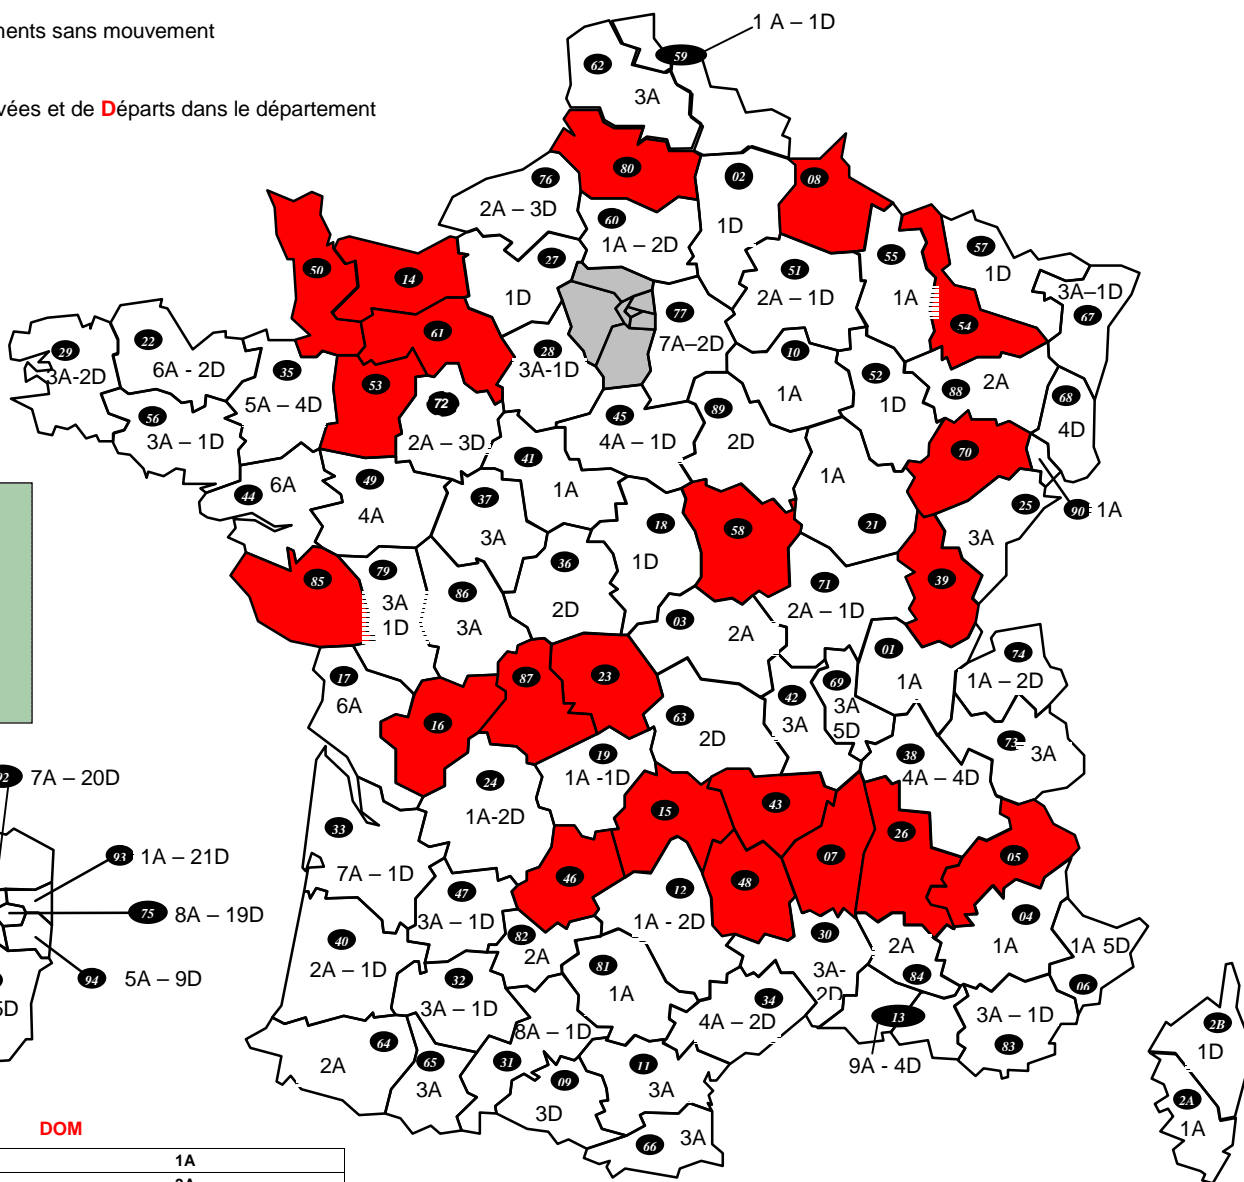 ments sans mouvement
vées et de Départs dans le département
1 A – 1D
59
62
3A
80
02
1D
08
76
2A – 3D
60
1A – 2D
27
1D
50
14
61
51
2A – 1D
55
1A
57
1D
3A–1D
67
54
77
7A–2D
10
1A
52
1D
88
2A
68
4D
29
3A-2D
22
6A - 2D
35
5A – 4D
56
3A – 1D
53
72
2A – 3D
28
3A-1D
45
4A – 1D
89
2D
70
90
1A
25
3A
44
6A
49
4A
41
1A
37
3A
18
1D
58
1A
21
39
85
79
3A
1D
86
3A
36
2D
03
2A
71
2A – 1D
01
1A
74
1A – 2D
17
6A
16
87
23
63
2D
42
3A
69
3A
5D
38
4A – 4D
73
3A
24
1A-2D
19
1A -1D
15
43
07
26
05
33
7A – 1D
47
3A – 1D
46
12
1A - 2D
48
04
1A
1A 5D
06
40
2A – 1D
82
2A
81
1A
30
3A-
2D
2A
84
32
3A – 1D
8A – 1D
31
34
4A – 2D
13
9A - 4D
3A – 1D
83
64
2A
65
3A
09
3D
11
3A
66
3A
2B
1D
2A
1A
7A – 20D
93
1A – 21D
75
8A – 19D
94
5A – 9D
5D
DOM
1A